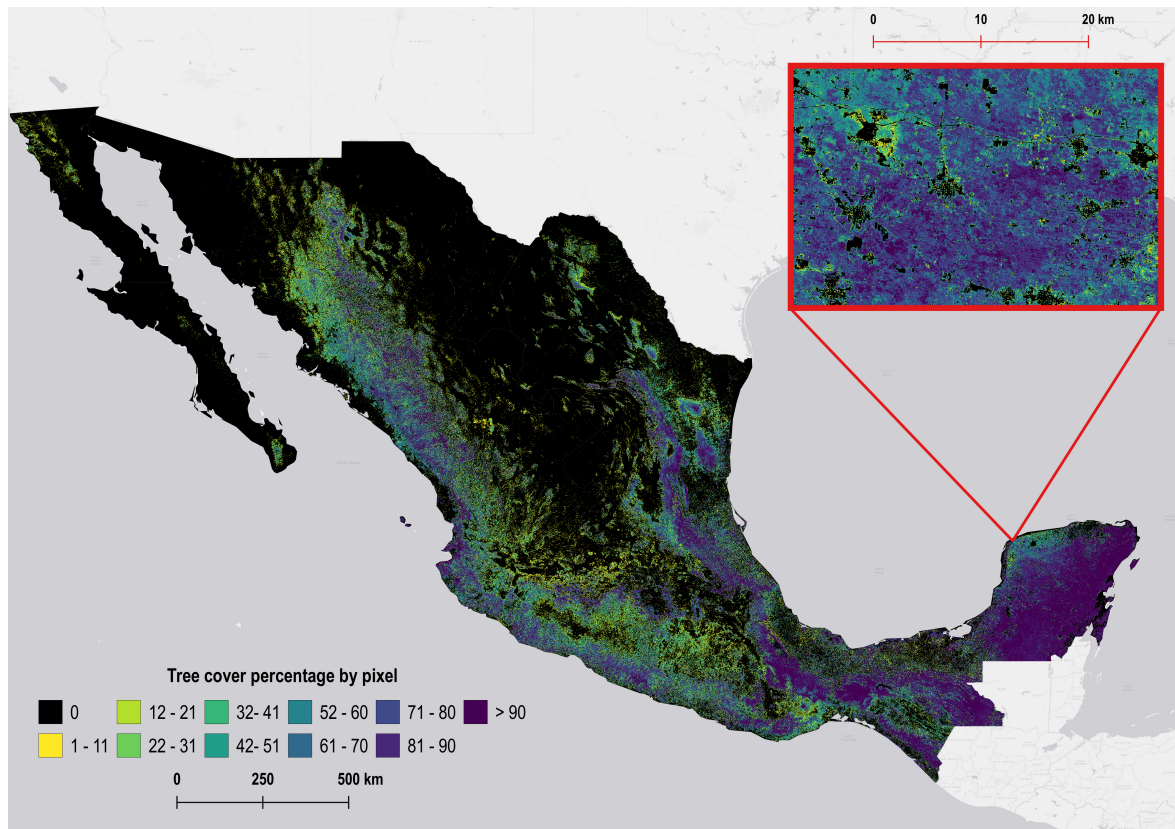 0 10 20 km
Tree cover percentage by pixel
0 12 - 21 32- 41 52 - 60 71 - 80 > 90
1 - 11 22 - 31 42- 51 61 - 70 81 - 90
0 250 500 km